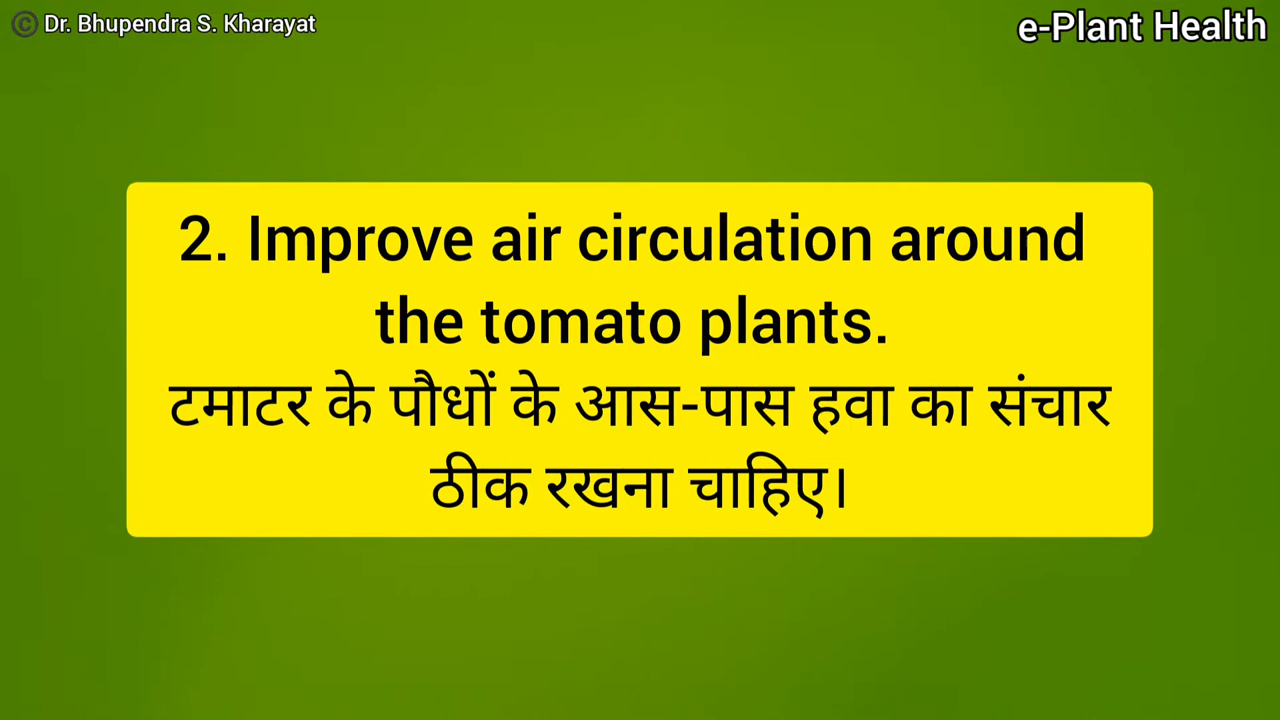 © Dr. Bhupendra S. Kharayat
e-Plant Health
2. Improve air circulation around
the tomato plants.
टमाटर के पौधों के आस-पास हवा का संचार
ठीक रखना चाहिए।